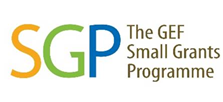 SGP The GEF
Small Grants
Programme